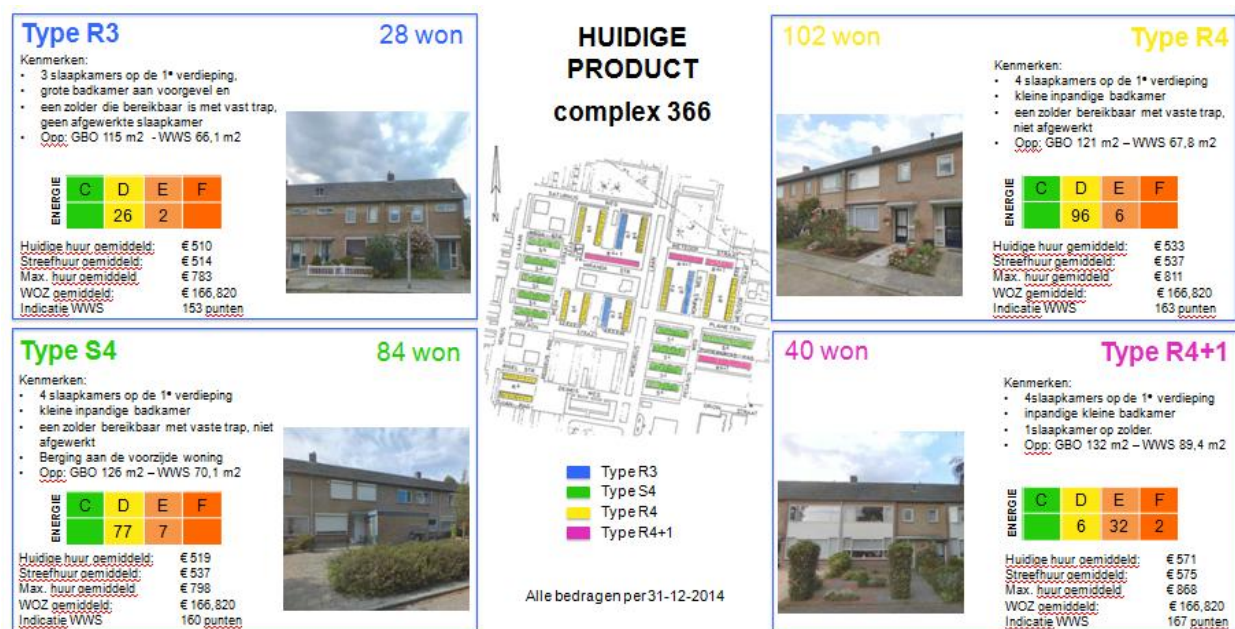 Type R3
28 won
Kenmerken:
• 3 slaapkamers op de 1e verdieping,
• grote badkamer aan voorgevel en
• een zolder die bereikbaar is met vast trap,
geen afgewerkte slaapkamer
• Opp: GBO 115 m2 - WWS 66,1 m2
ENERGIE
C D E F
26 2
Huidige huur gemiddeld: € 510
Streefhuur gemiddeld: € 514
Max. huur gemiddeld € 783
WOZ gemiddeld: € 166,820
Indicatie WWS 153 punten
HUIDIGE
PRODUCT
complex 366
102 won
Type R4
Kenmerken:
• 4 slaapkamers op de 1e verdieping
• kleine inpandige badkamer
• een zolder bereikbaar met vaste trap,
niet afgewerkt
• Opp: GBO 121 m2 – WWS 67,8 m2
ENERGIE
C D E F
96 6
Huidige huur gemiddeld: € 533
Streefhuur gemiddeld: € 537
Max. huur gemiddeld € 811
WOZ gemiddeld: € 166,820
Indicatie WWS 163 punten
Type S4
84 won
Kenmerken:
• 4 slaapkamers op de 1e verdieping
• kleine inpandige badkamer
• een zolder bereikbaar met vaste trap, niet
afgewerkt
• Berging aan de voorzijde woning
• Opp: GBO 126 m2 – WWS 70,1 m2
ENERGIE
C D E F
77 7
Huidige huur gemiddeld: € 519
Streefhuur gemiddeld: € 537
Max. huur gemiddeld € 798
WOZ gemiddeld: € 166,820
Indicatie WWS 160 punten
Type R3
Type S4
Type R4
Type R4+1
Alle bedragen per 31-12-2014
40 won
Type R4+1
Kenmerken:
• 4slaapkamers op de 1e verdieping
• inpandige kleine badkamer
• 1slaapkamer op zolder.
• Opp: GBO 132 m2 – WWS 89,4 m2
ENERGIE
C D E F
6 32 2
Huidige huur gemiddeld: € 571
Streefhuur gemiddeld: € 575
Max. huur gemiddeld € 868
WOZ gemiddeld: € 166,820
Indicatie WWS 167 punten